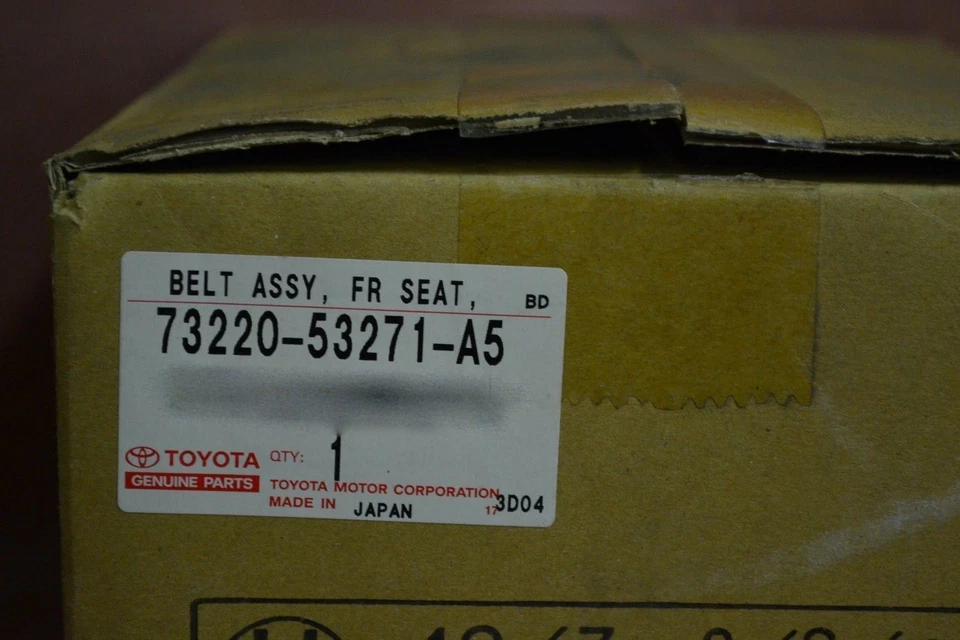 BELT ASSY, FR SEAT, BD
73220-53271-A5
TOYOTA QTY: 1
GENUINE PARTS
TOYOTA MOTOR CORPORATION
MADE IN JAPAN 17 3D04